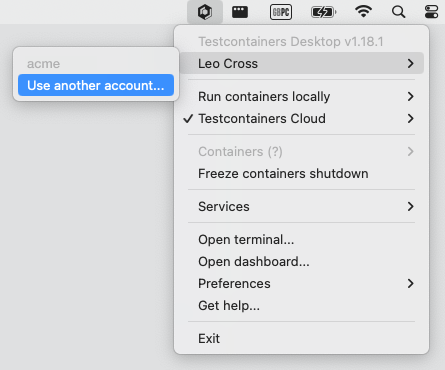 GBPC
Testcontainers Desktop v1.18.1
Leo Cross
acme
Use another account...
Run containers locally
Testcontainers Cloud
Containers (?)
Freeze containers shutdown
Services
Open terminal...
Open dashboard...
Preferences
Get help...
Exit